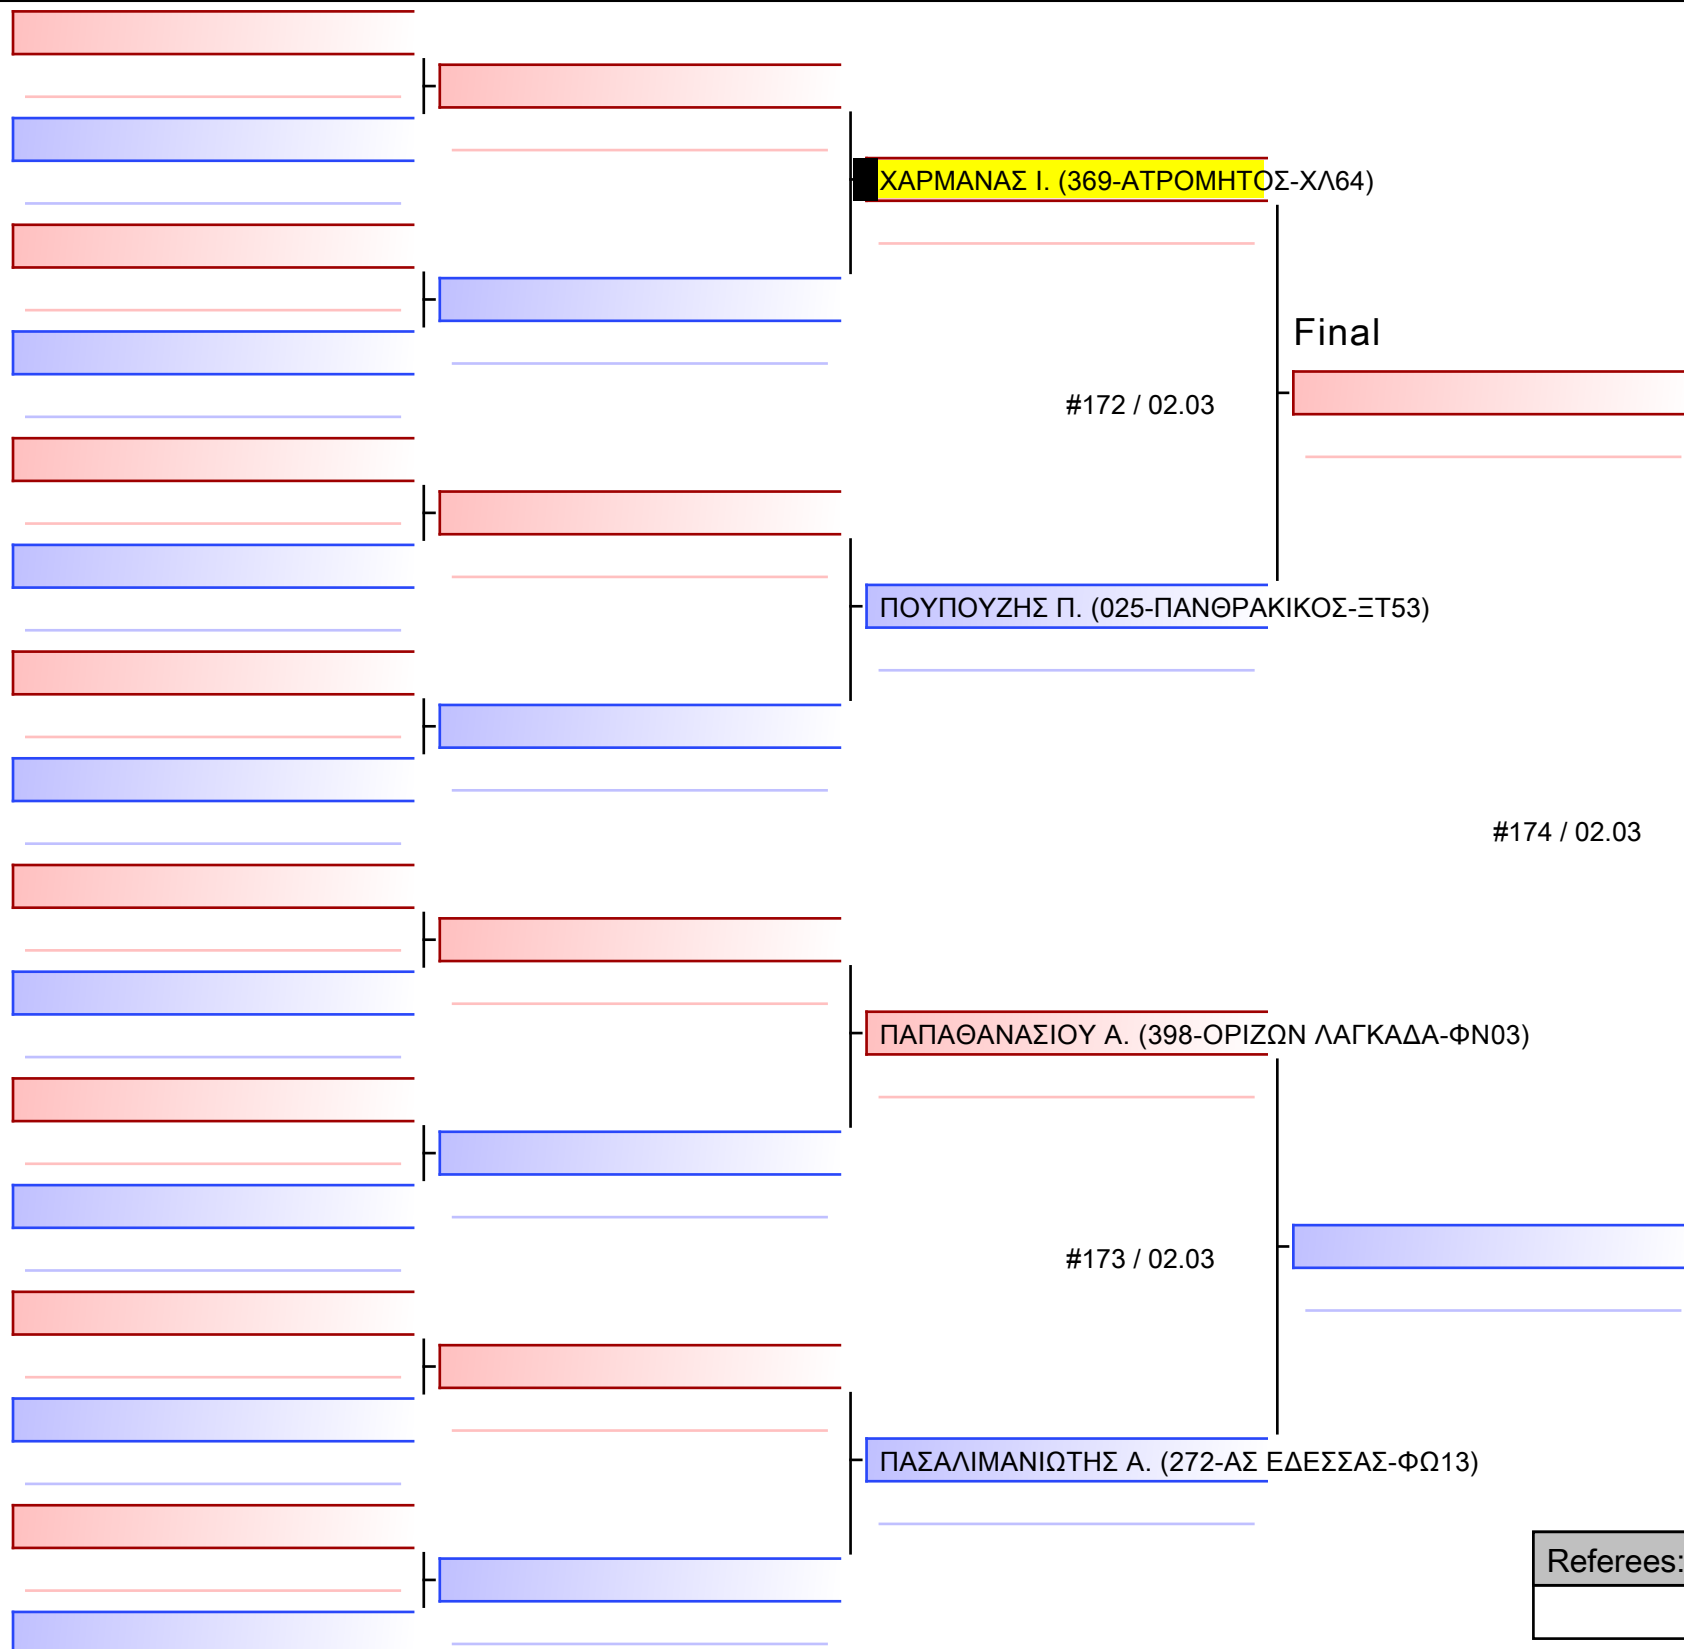 ΧΑΡΜΑΝΑΣ Ι. (369-ΑΤΡΟΜΗΤΟΣ-ΧΛ64)
Final
#172 / 02.03
ΠΟΥΠΟΥΖΗΣ Π. (025-ΠΑΝΘΡΑΚΙΚΟΣ-ΞΤ53)
#174 / 02.03
ΠΑΠΑΘΑΝΑΣΙΟΥ Α. (398-ΟΡΙΖΩΝ ΛΑΓΚΑΔΑ-ΦΝ03)
#173 / 02.03
ΠΑΣΑΛΙΜΑΝΙΩΤΗΣ Α. (272-ΑΣ ΕΔΕΣΣΑΣ-ΦΩ13)
Referees: